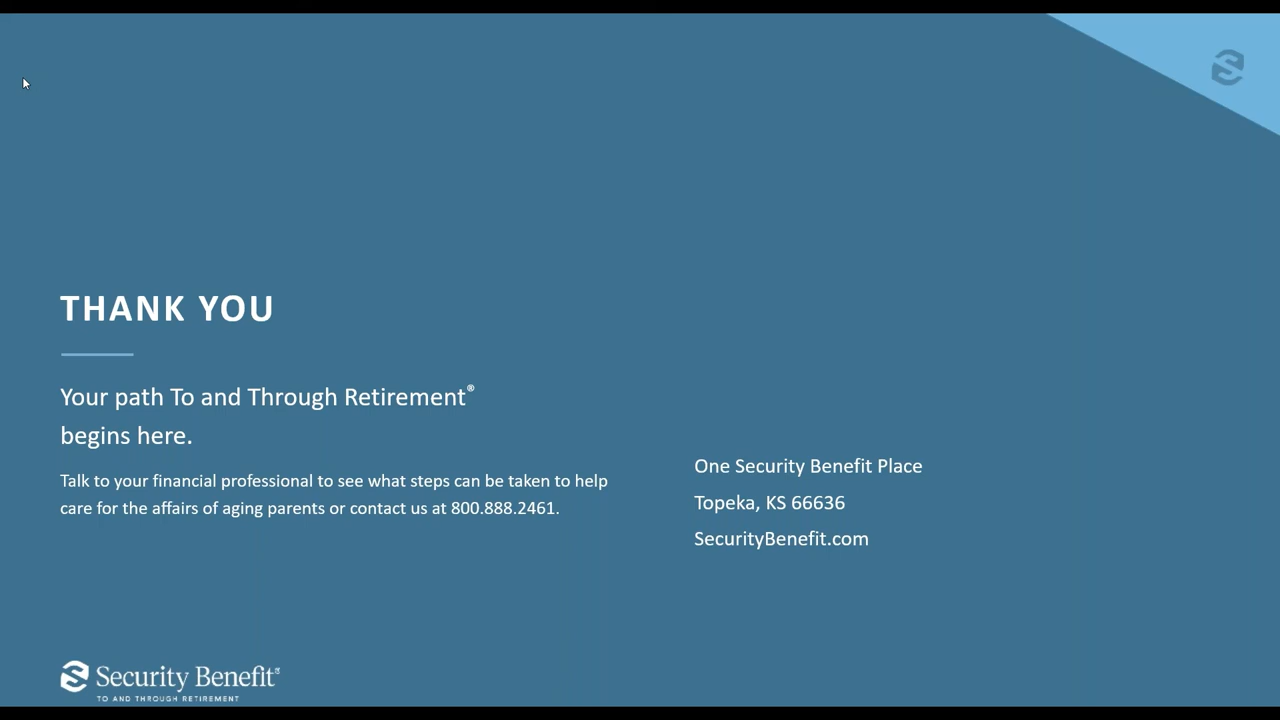 THANK YOU
Your path To and Through Retirement®
begins here.
Talk to your financial professional to see what steps can be taken to help
care for the affairs of aging parents or contact us at 800.888.2461.
One Security Benefit Place
Topeka, KS 66636
SecurityBenefit.com
Security Benefit®
TO AND THROUGH RETIREMENT